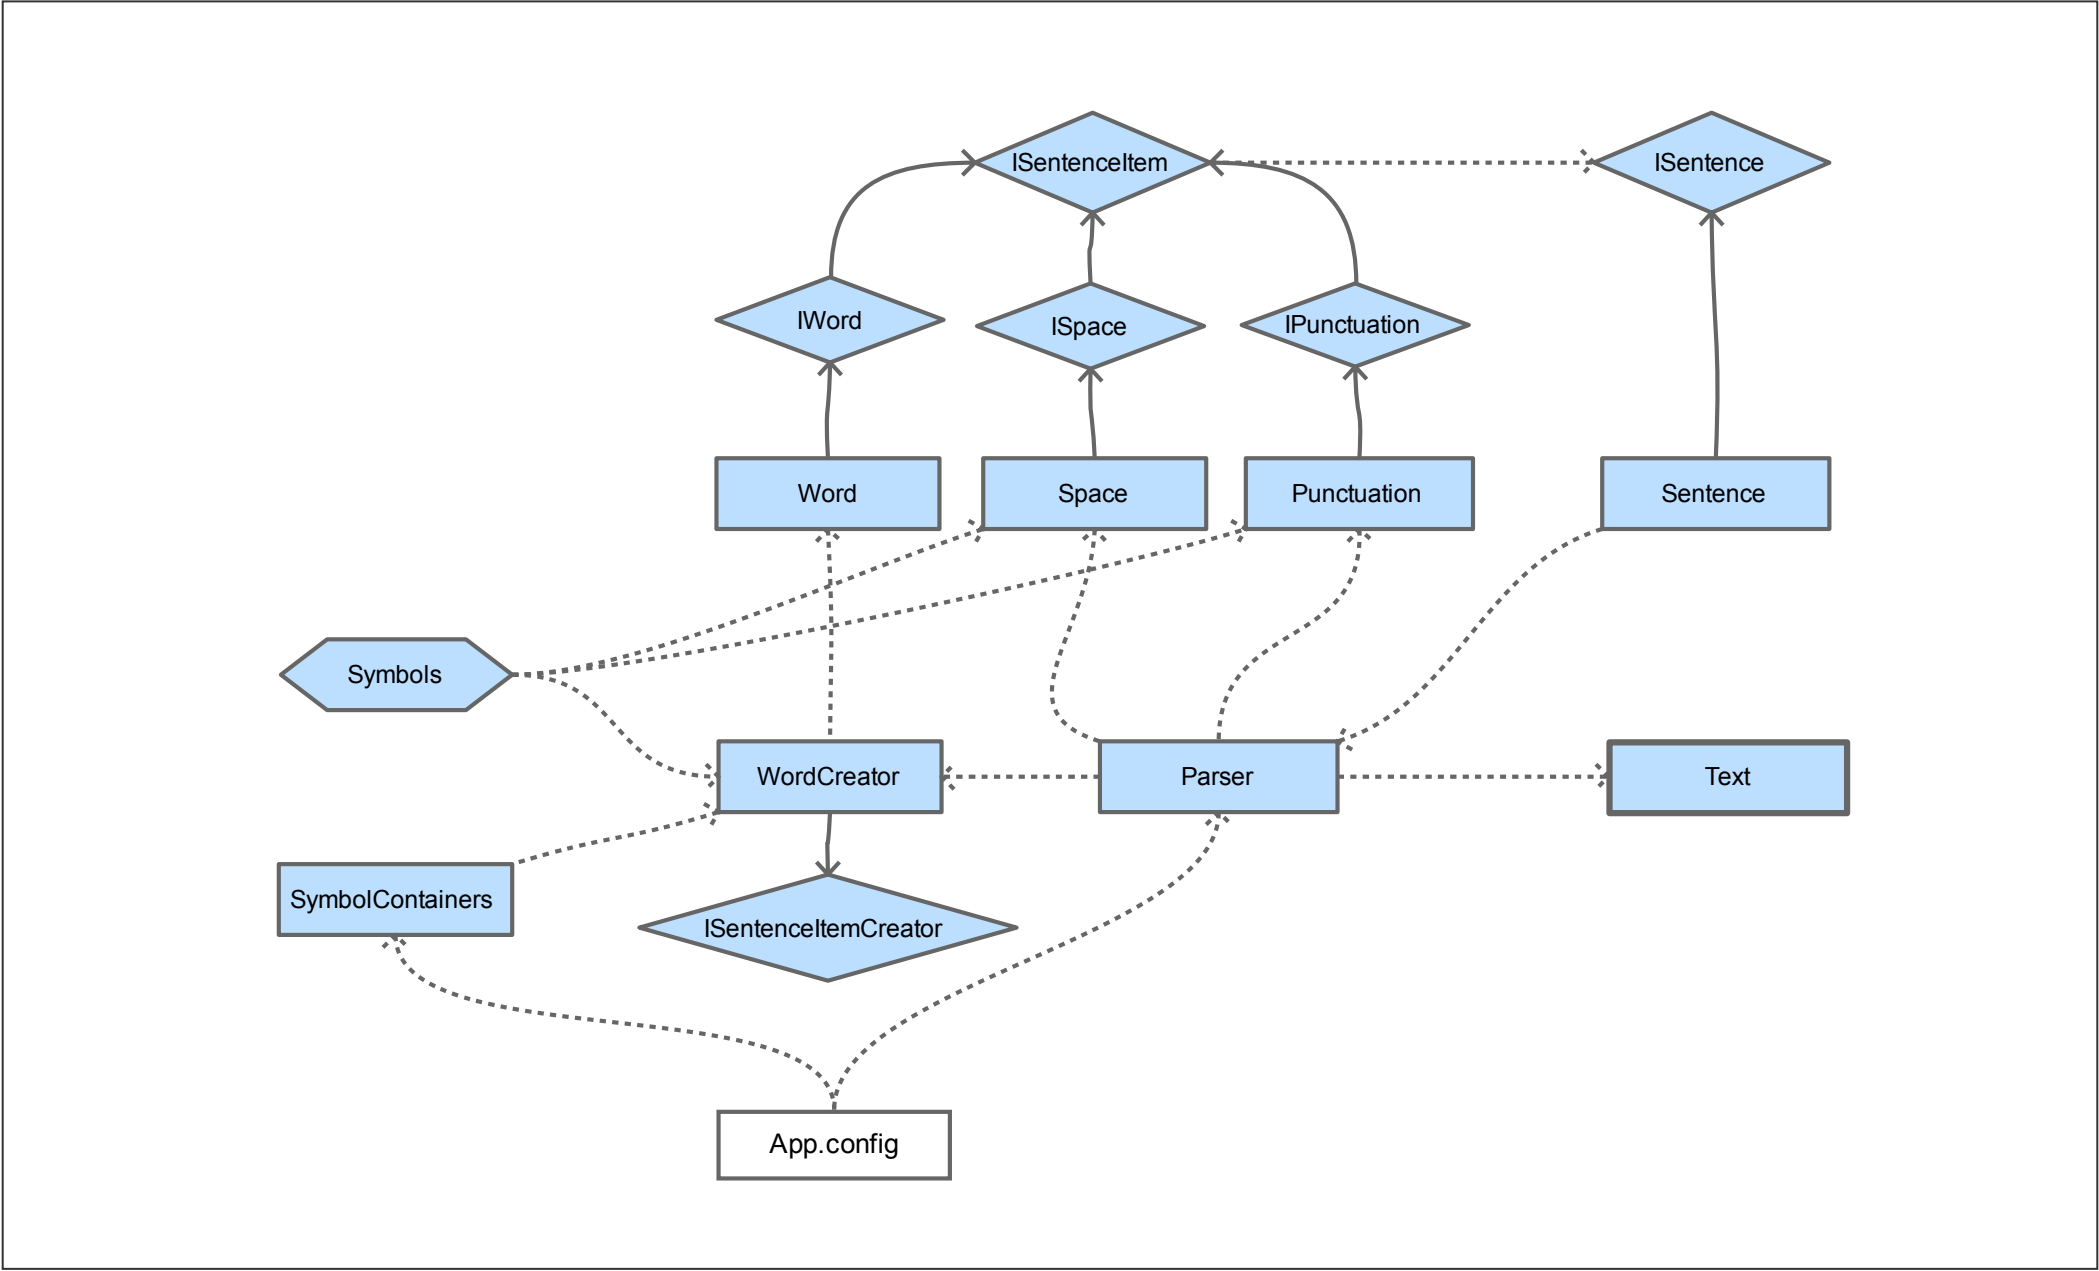 ISentenceItem
ISentence
IWord
ISpace
IPunctuation
Word
Space
Punctuation
Sentence
Symbols
WordCreator
Parser
Text
SymbolContainers
ISentenceItemCreator
App.config